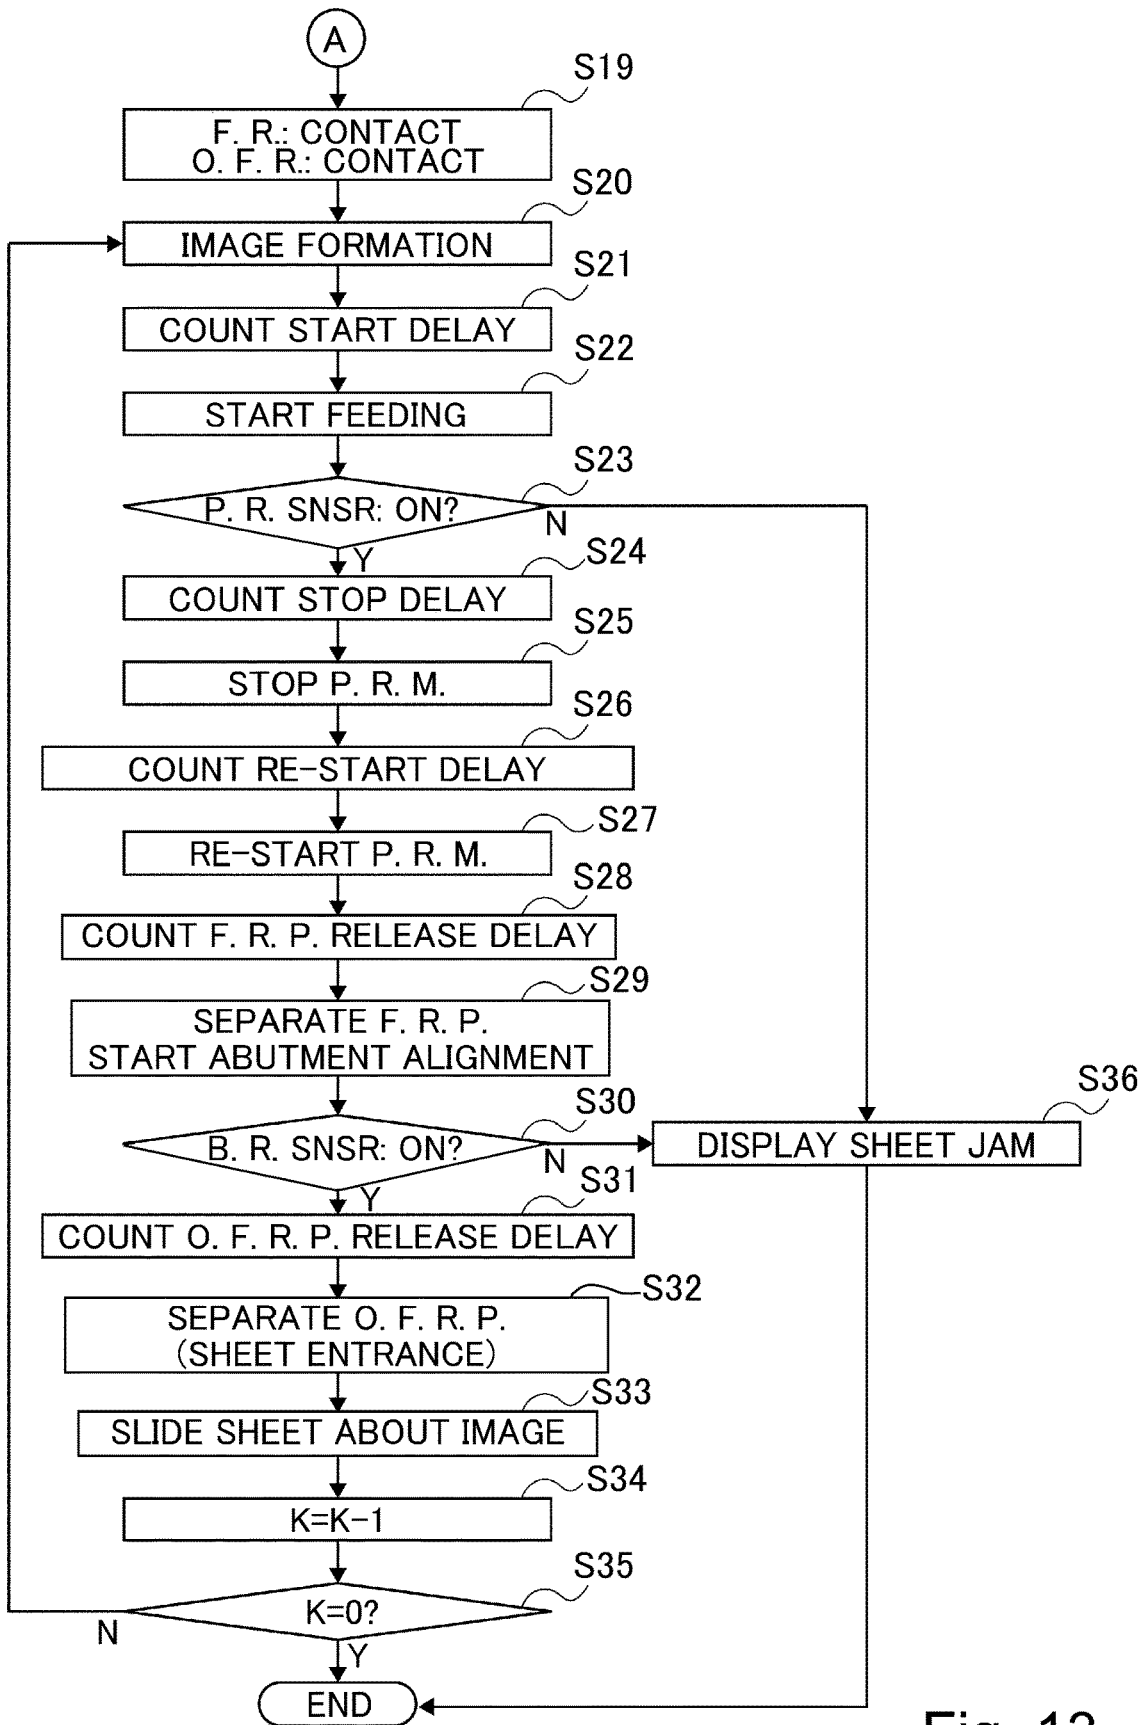 A
S19
F. R.: CONTACT
O. F. R.: CONTACT
S20
IMAGE FORMATION
S21
COUNT START DELAY
S22
START FEEDING
S23
P. R. SNSR: ON?
N
Y
S24
COUNT STOP DELAY
S25
STOP P. R. M.
S26
COUNT RE-START DELAY
S27
RE-START P. R. M.
S28
COUNT F. R. P. RELEASE DELAY
S29
SEPARATE F. R. P.
START ABUTMENT ALIGNMENT
S30
B. R. SNSR: ON?
N
Y
S36
DISPLAY SHEET JAM
S31
COUNT O. F. R. P. RELEASE DELAY
S32
SEPARATE O. F. R. P.
(SHEET ENTRANCE)
S33
SLIDE SHEET ABOUT IMAGE
S34
K=K-1
S35
K=0?
N
Y
END